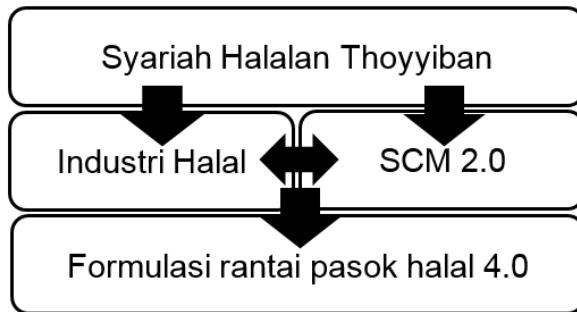 Syariah Halalan Thoyyiban
Industri Halal
SCM 2.0
Formulasi rantai pasok halal 4.0